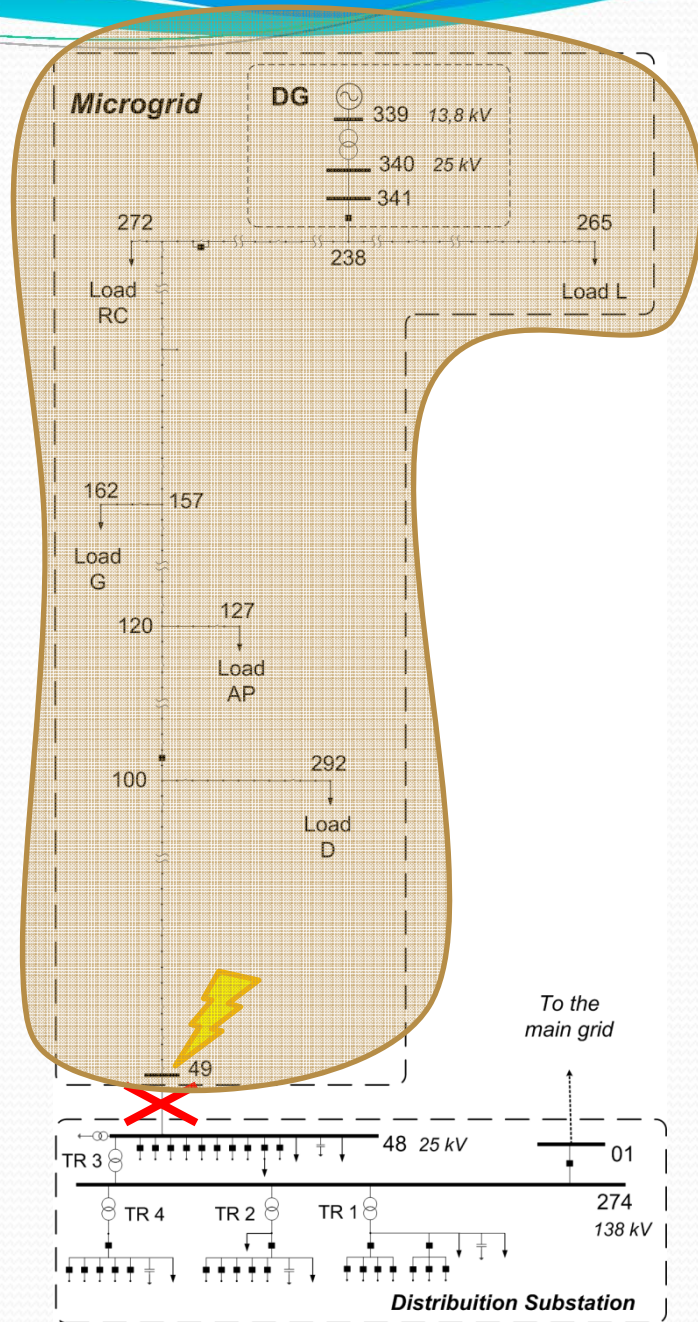 Microgrid
DG
339 13,8 kV
340 25 kV
341
272
265
238
Load
RC
Load L
162
157
Load
G
127
120
Load
AP
292
100
Load
D
To the
main grid
49
48 25 kV
01
TR 3
274
TR 4
TR 2
TR 1
138 kV
Distribuition Substation